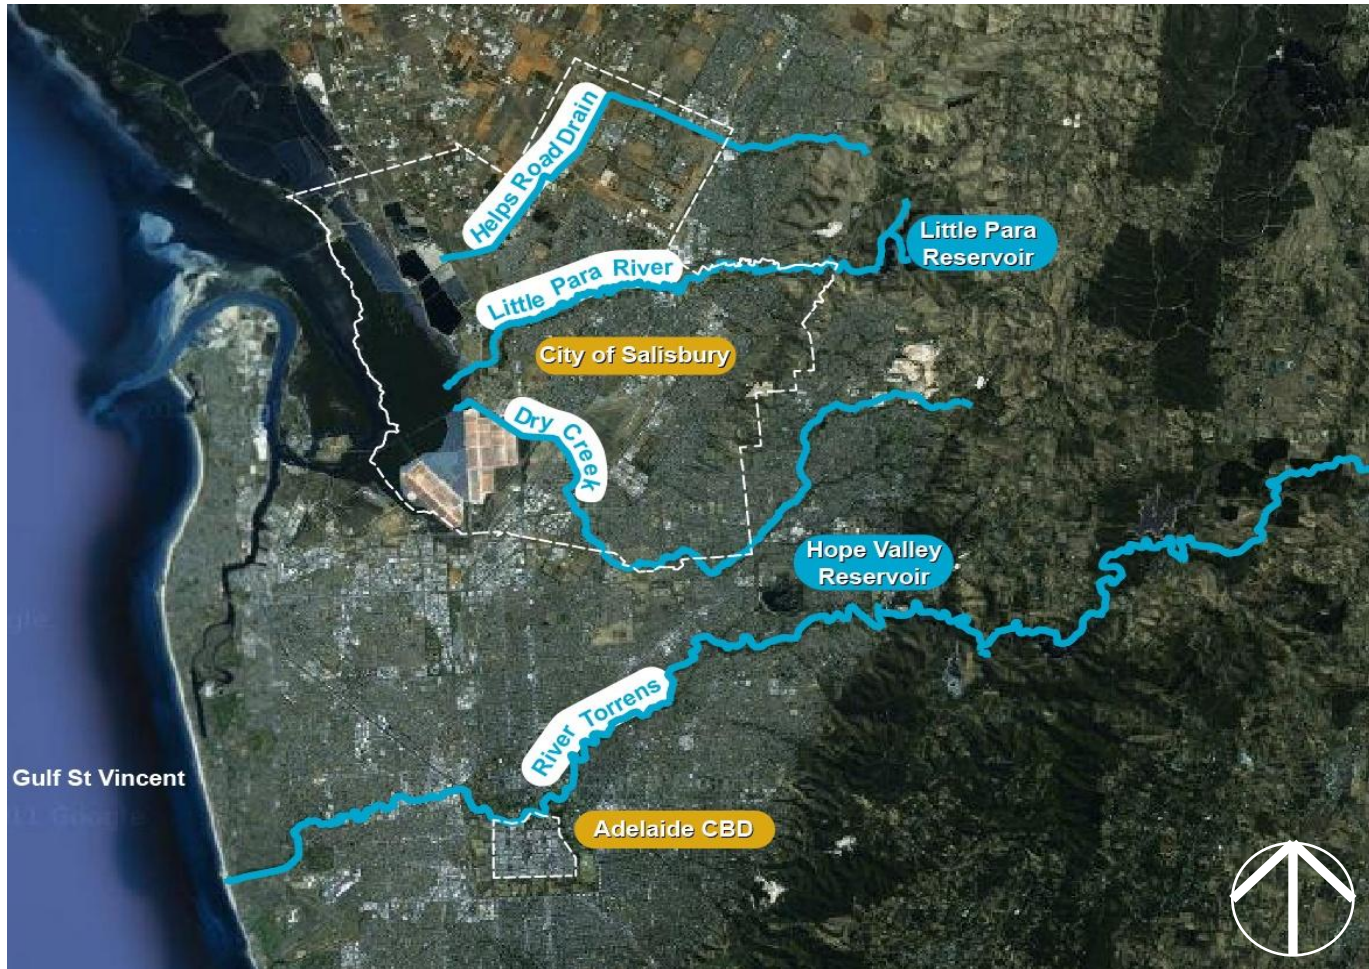 Helps Road Drain
Little Para
Reservoir
Little Para River
City of Salisbury
Dry Creek
Hope Valley
Reservoir
River Torrens
Gulf St Vincent
Google
Adelaide CBD